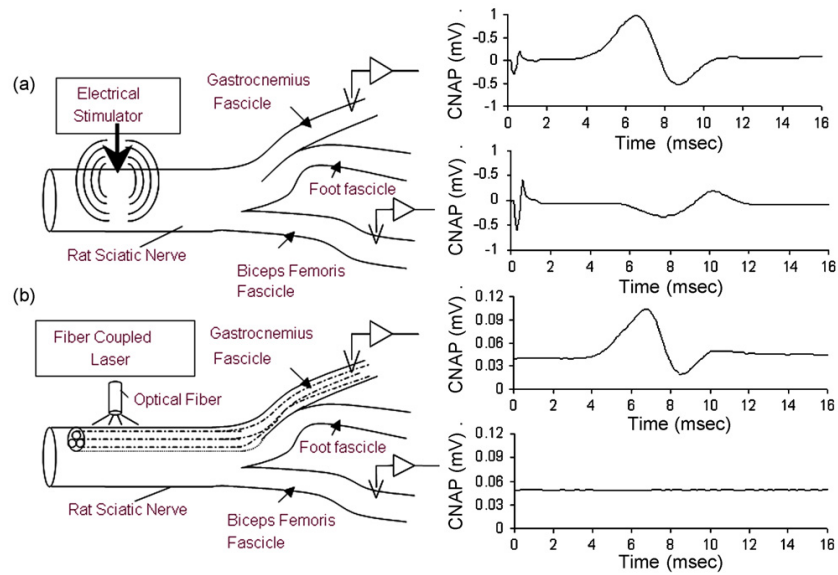 (a)
Electrical
Stimulator
Gastrocnemius
Fascicle
Foot fascicle
Rat Sciatic Nerve
Biceps Femoris
Fascicle
CNAP (mV) .
1
-0.5
0
-0.5
-1
0 2 4 6 8 10 12 14 16
Time (msec)
CNAP (mV) .
1
-0.5
0
-0.5
-1
0 2 4 6 8 10 12 14 16
Time (msec)
(b)
Fiber Coupled
Laser
Optical Fiber
Gastrocnemius
Fascicle
Foot fascicle
Rat Sciatic Nerve
Biceps Femoris
Fascicle
CNAP (mV) .
0.12
0.09
0.06
0.03
0
0 2 4 6 8 10 12 14 16
Time (msec)
CNAP (mV) .
0.12
0.09
0.06
0.03
0
0 2 4 6 8 10 12 14 16
Time (msec)